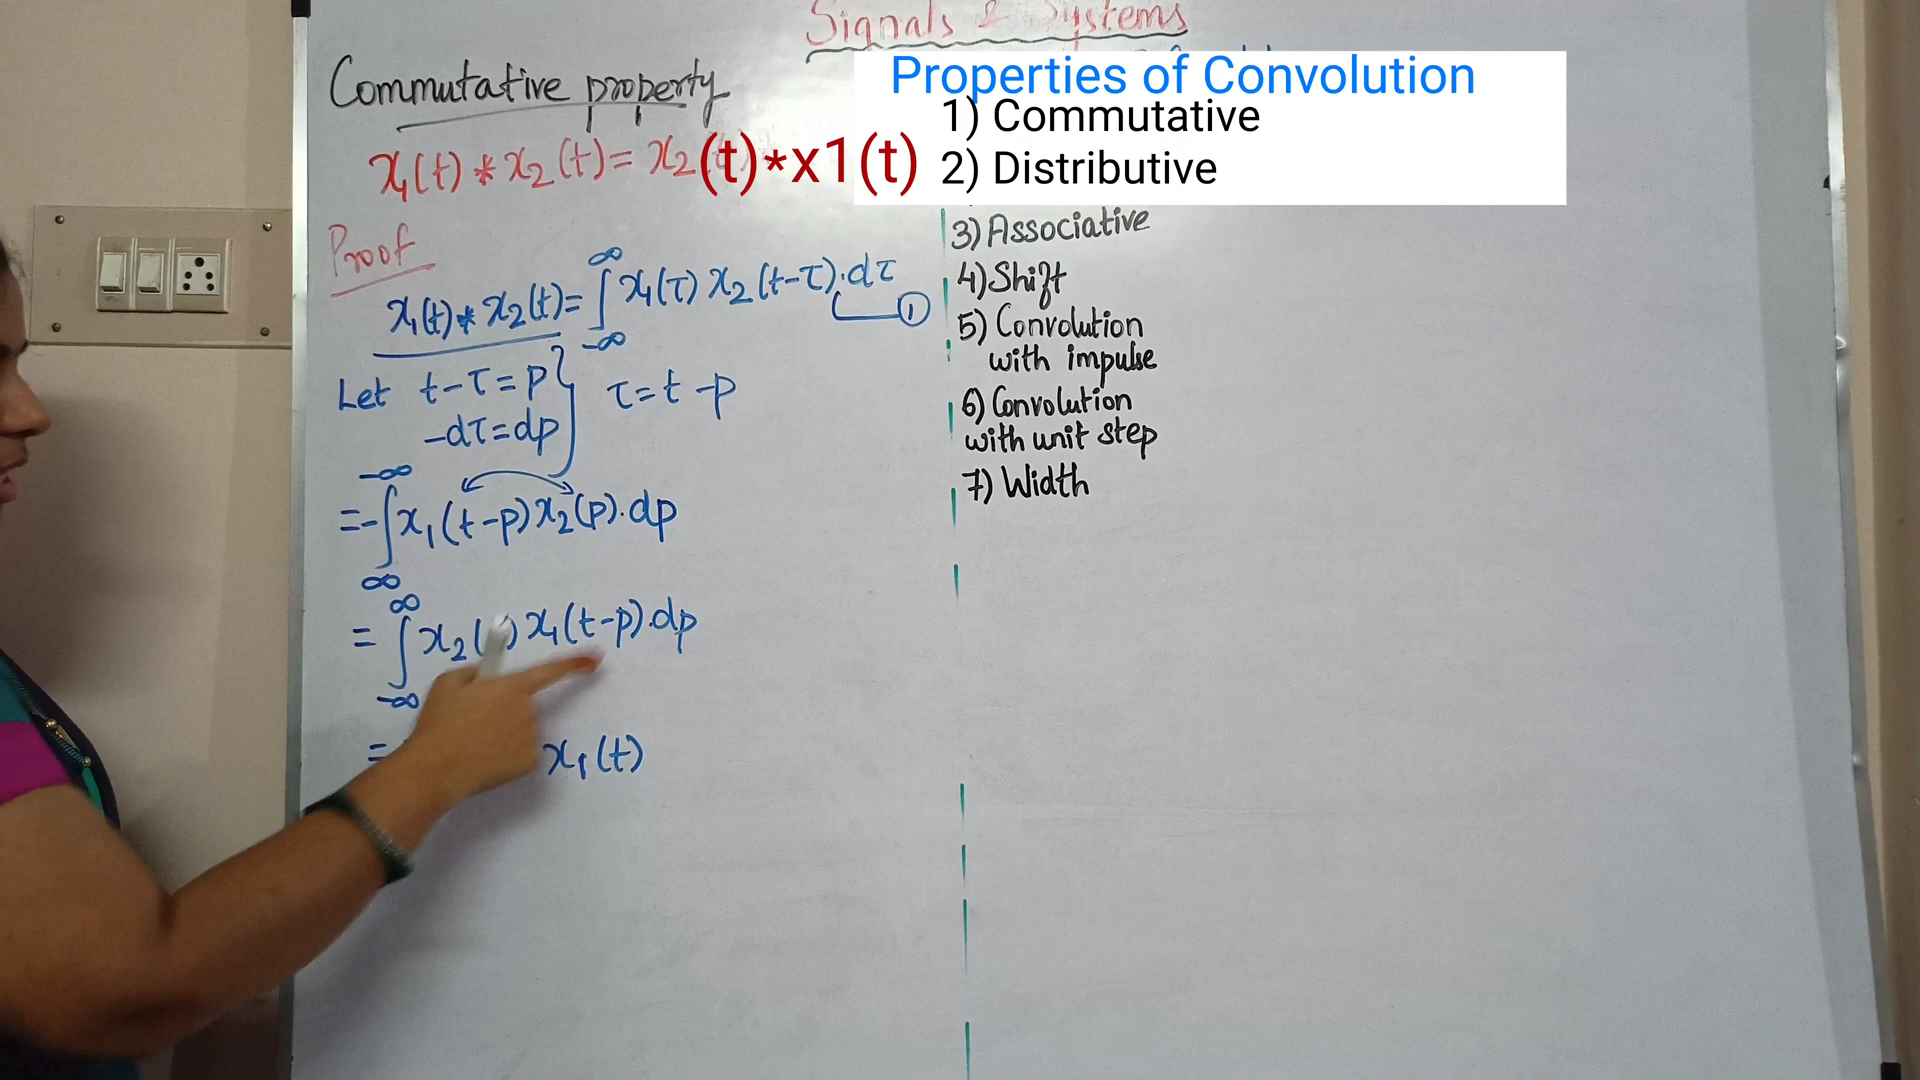 Signals & Systems
Commutative property
x₁(t) * x₂(t) = x₂(t)*x1(t)
Proof
x₁(t) * x₂(t) = ∫_{-∞}^{∞} x₁(τ) x₂(t-τ).dτ ①
Let t-τ = p } τ = t-p
-dτ = dp
= -∫_{∞}^{-∞} x₁(t-p) x₂(p).dp
= ∫_{-∞}^{∞} x₂( ) x₁(t-p).dp
= x₁(t)
Properties of Convolution
1) Commutative
2) Distributive
3) Associative
4) Shift
5) Convolution
with impulse
6) Convolution
with unit step
7) Width